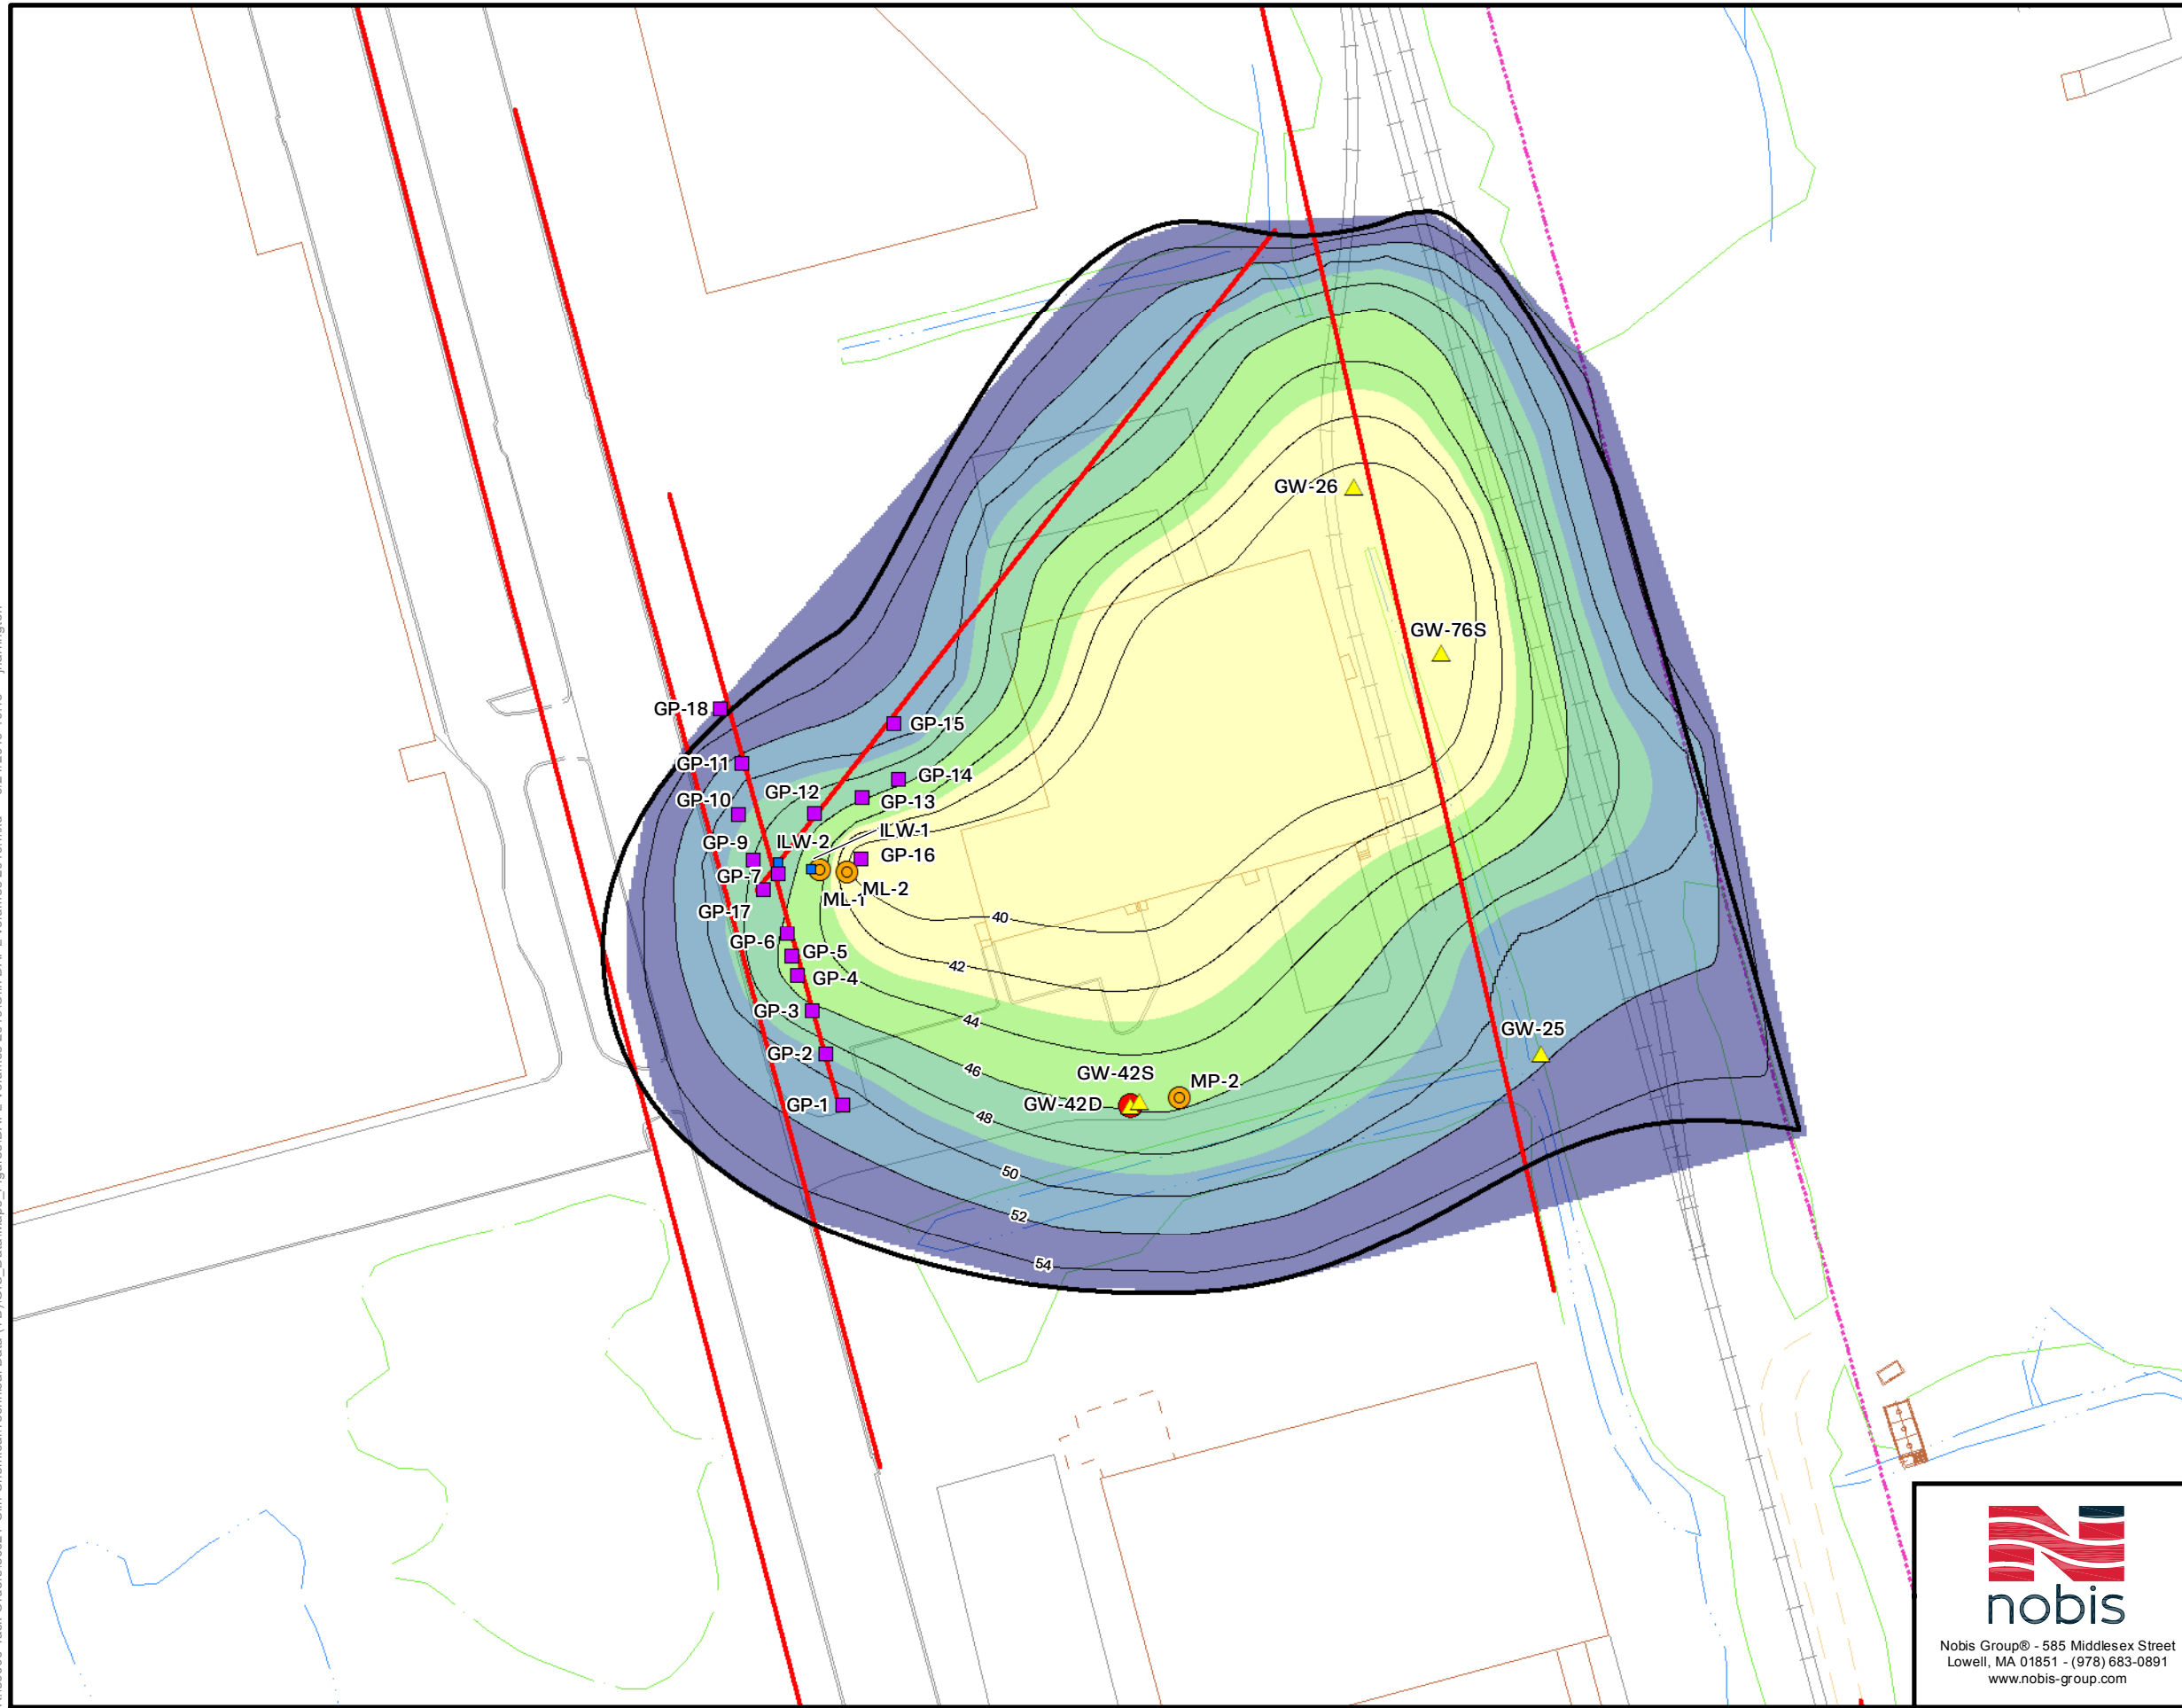 GW-26
GW-76S
GP-18
GP-15
GP-11
GP-14
GP-12
GP-10
GP-13
ILW-1
ILW-2
GP-9
GP-16
GP-7
ML-2
ML-1
GP-17
40
GP-6
GP-5
42
GP-4
GP-3
44
GW-25
GP-2
46
GW-42S
MP-2
GP-1
GW-42D
48
50
52
54
nobis
Nobis Group® - 585 Middlesex Street
Lowell, MA 01851 - (978) 683-0891
www.nobis-group.com